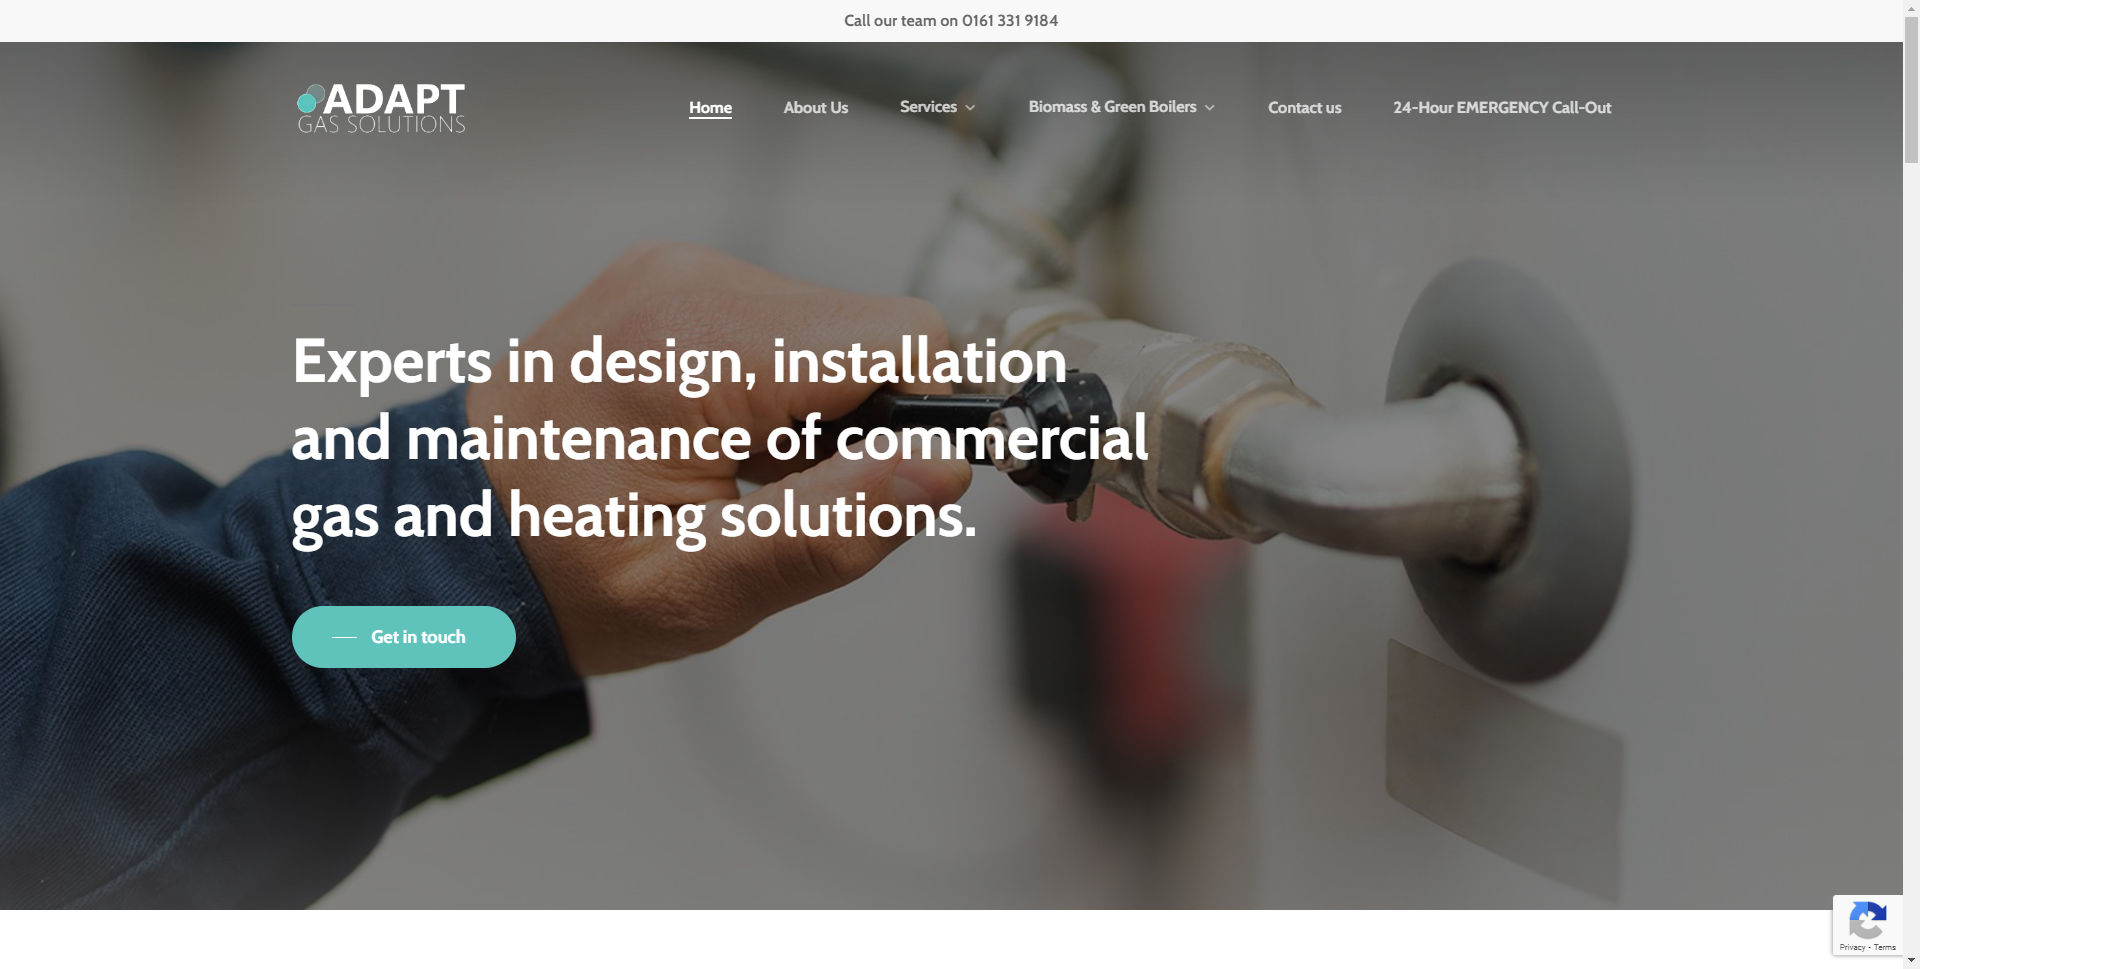 Call our team on 0161 331 9184
ADAPT
GAS SOLUTIONS
Home About Us Services Biomass & Green Boilers Contact us 24-Hour EMERGENCY Call-Out
Experts in design, installation
and maintenance of commercial
gas and heating solutions.
Get in touch
Privacy - Terms